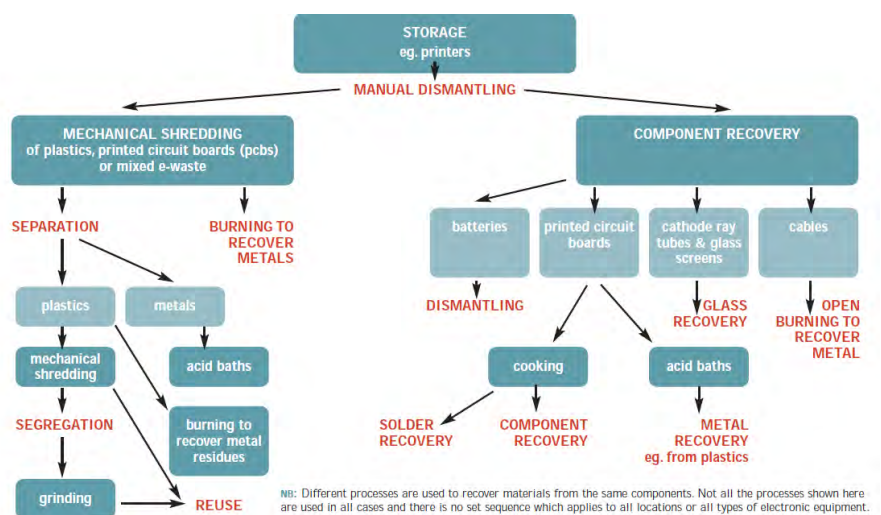 STORAGE
eg. printers
MANUAL DISMANTLING
MECHANICAL SHREDDING
of plastics, printed circuit boards (pcbs)
or mixed e-waste
COMPONENT RECOVERY
SEPARATION
BURNING TO
RECOVER
METALS
batteries
printed circuit
boards
cathode ray
tubes & glass
screens
cables
plastics
metals
DISMANTLING
GLASS
RECOVERY
OPEN
BURNING TO
RECOVER
METAL
mechanical
shredding
acid baths
cooking
acid baths
SEGREGATION
burning to
recover metal
residues
SOLDER
RECOVERY
COMPONENT
RECOVERY
METAL
RECOVERY
eg. from plastics
grinding
REUSE
NB: Different processes are used to recover materials from the same components. Not all the processes shown here
are used in all cases and there is no set sequence which applies to all locations or all types of electronic equipment.